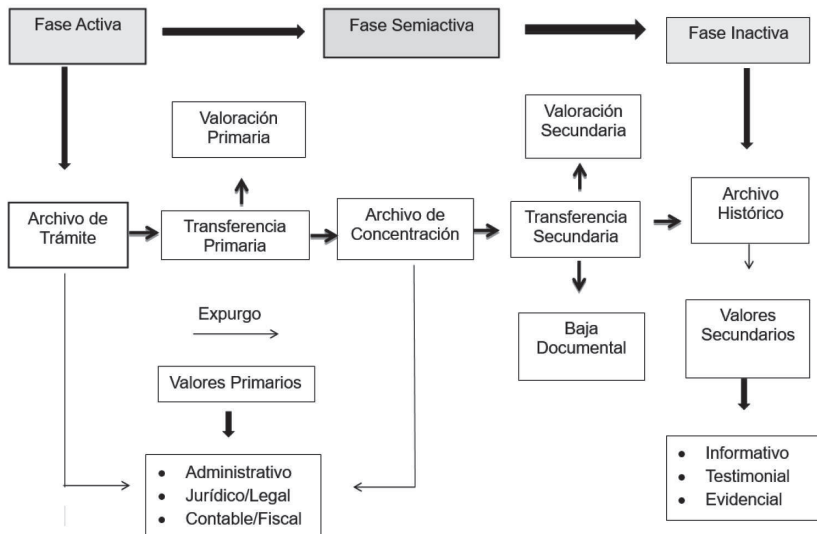 Fase Activa
Fase Semiactiva
Fase Inactiva
Valoración
Primaria
Valoración
Secundaria
Archivo de
Trámite
Transferencia
Primaria
Archivo de
Concentración
Transferencia
Secundaria
Archivo
Histórico
Expurgo
Baja
Documental
Valores
Secundarios
Valores Primarios
• Administrativo
• Jurídico/Legal
• Contable/Fiscal
• Informativo
• Testimonial
• Evidencial